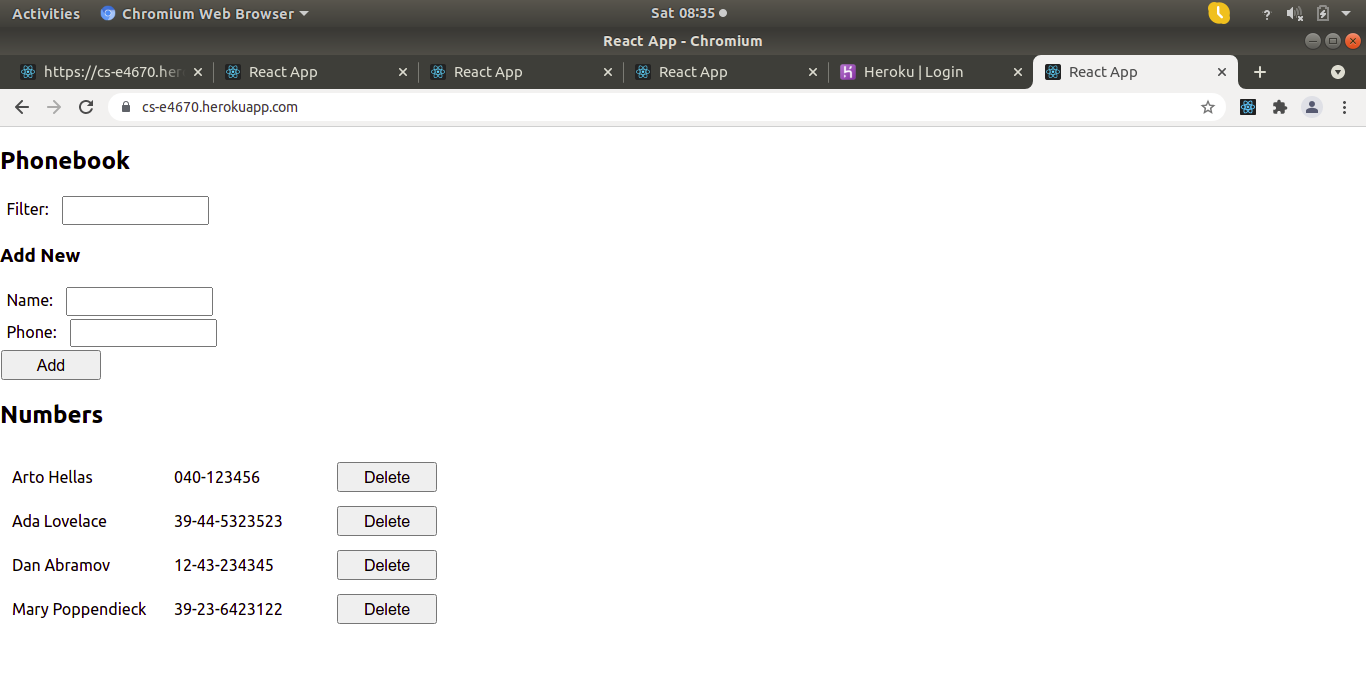 Activities Chromium Web Browser Sat 08:35 ?
React App - Chromium
https://cs-e4670.her React App React App React App Heroku | Login React App
cs-e4670.herokuapp.com
Phonebook
Filter:
Add New
Name:
Phone:
Add
Numbers
Arto Hellas 040-123456 Delete
Ada Lovelace 39-44-5323523 Delete
Dan Abramov 12-43-234345 Delete
Mary Poppendieck 39-23-6423122 Delete